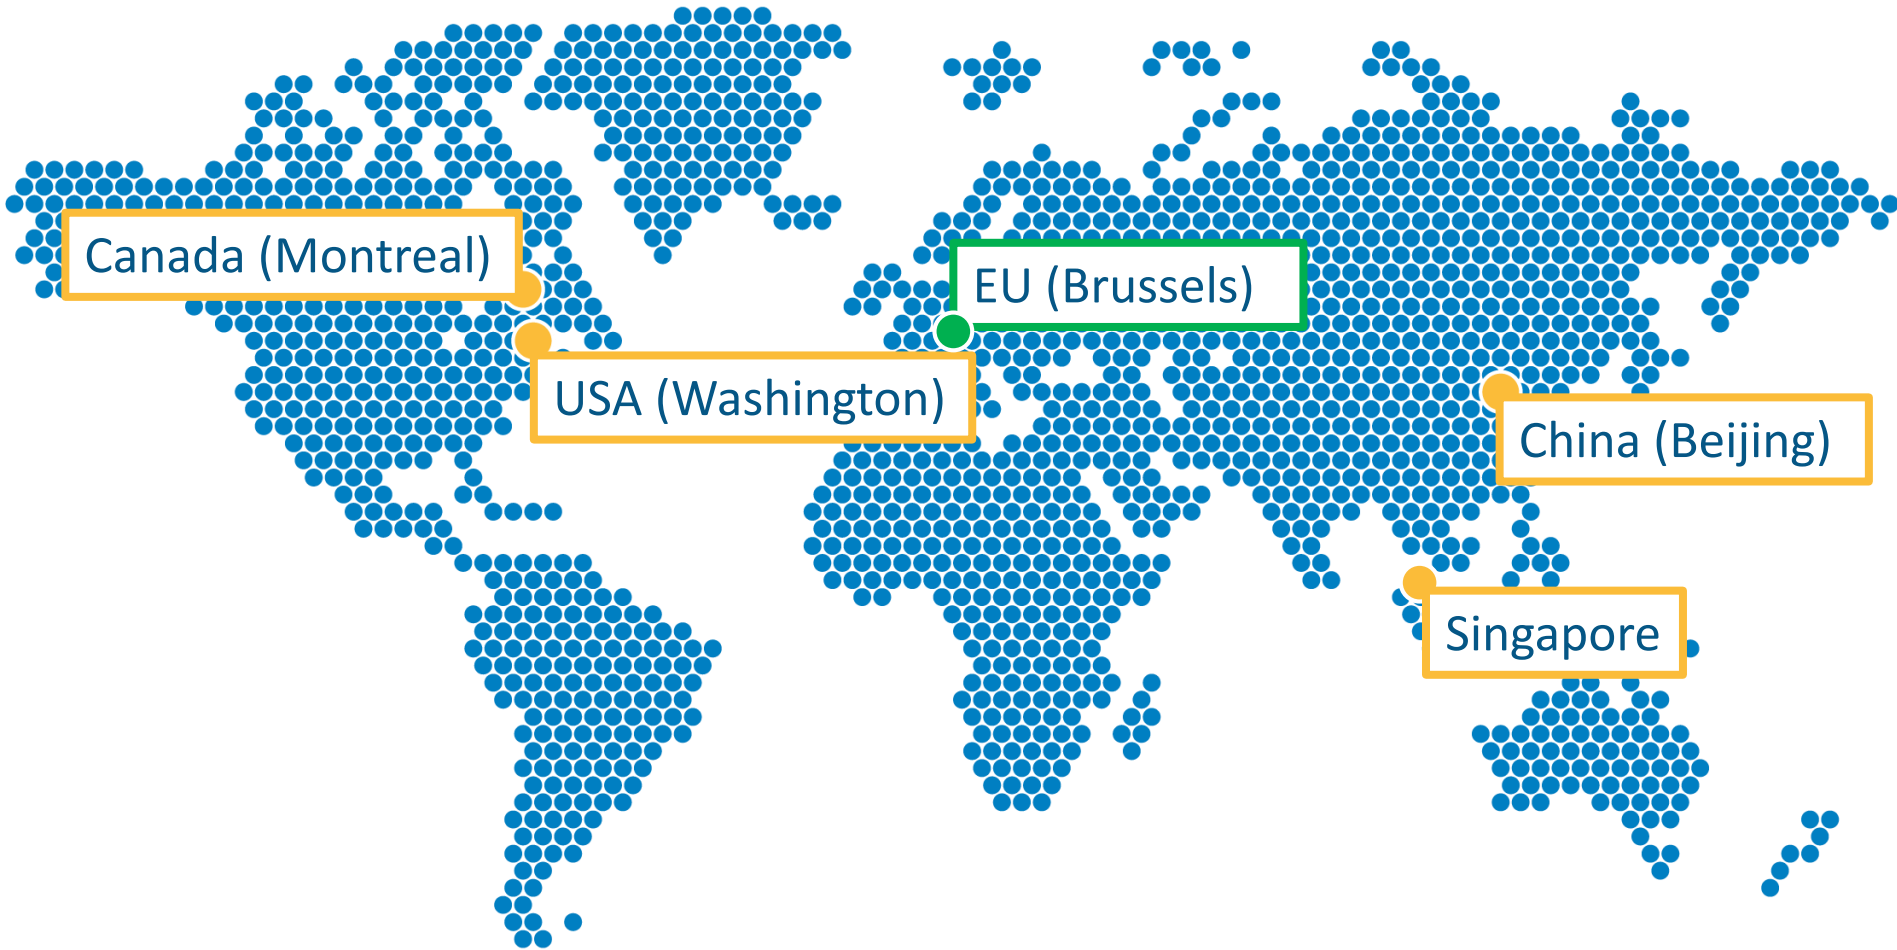 Canada (Montreal)
EU (Brussels)
USA (Washington)
China (Beijing)
Singapore